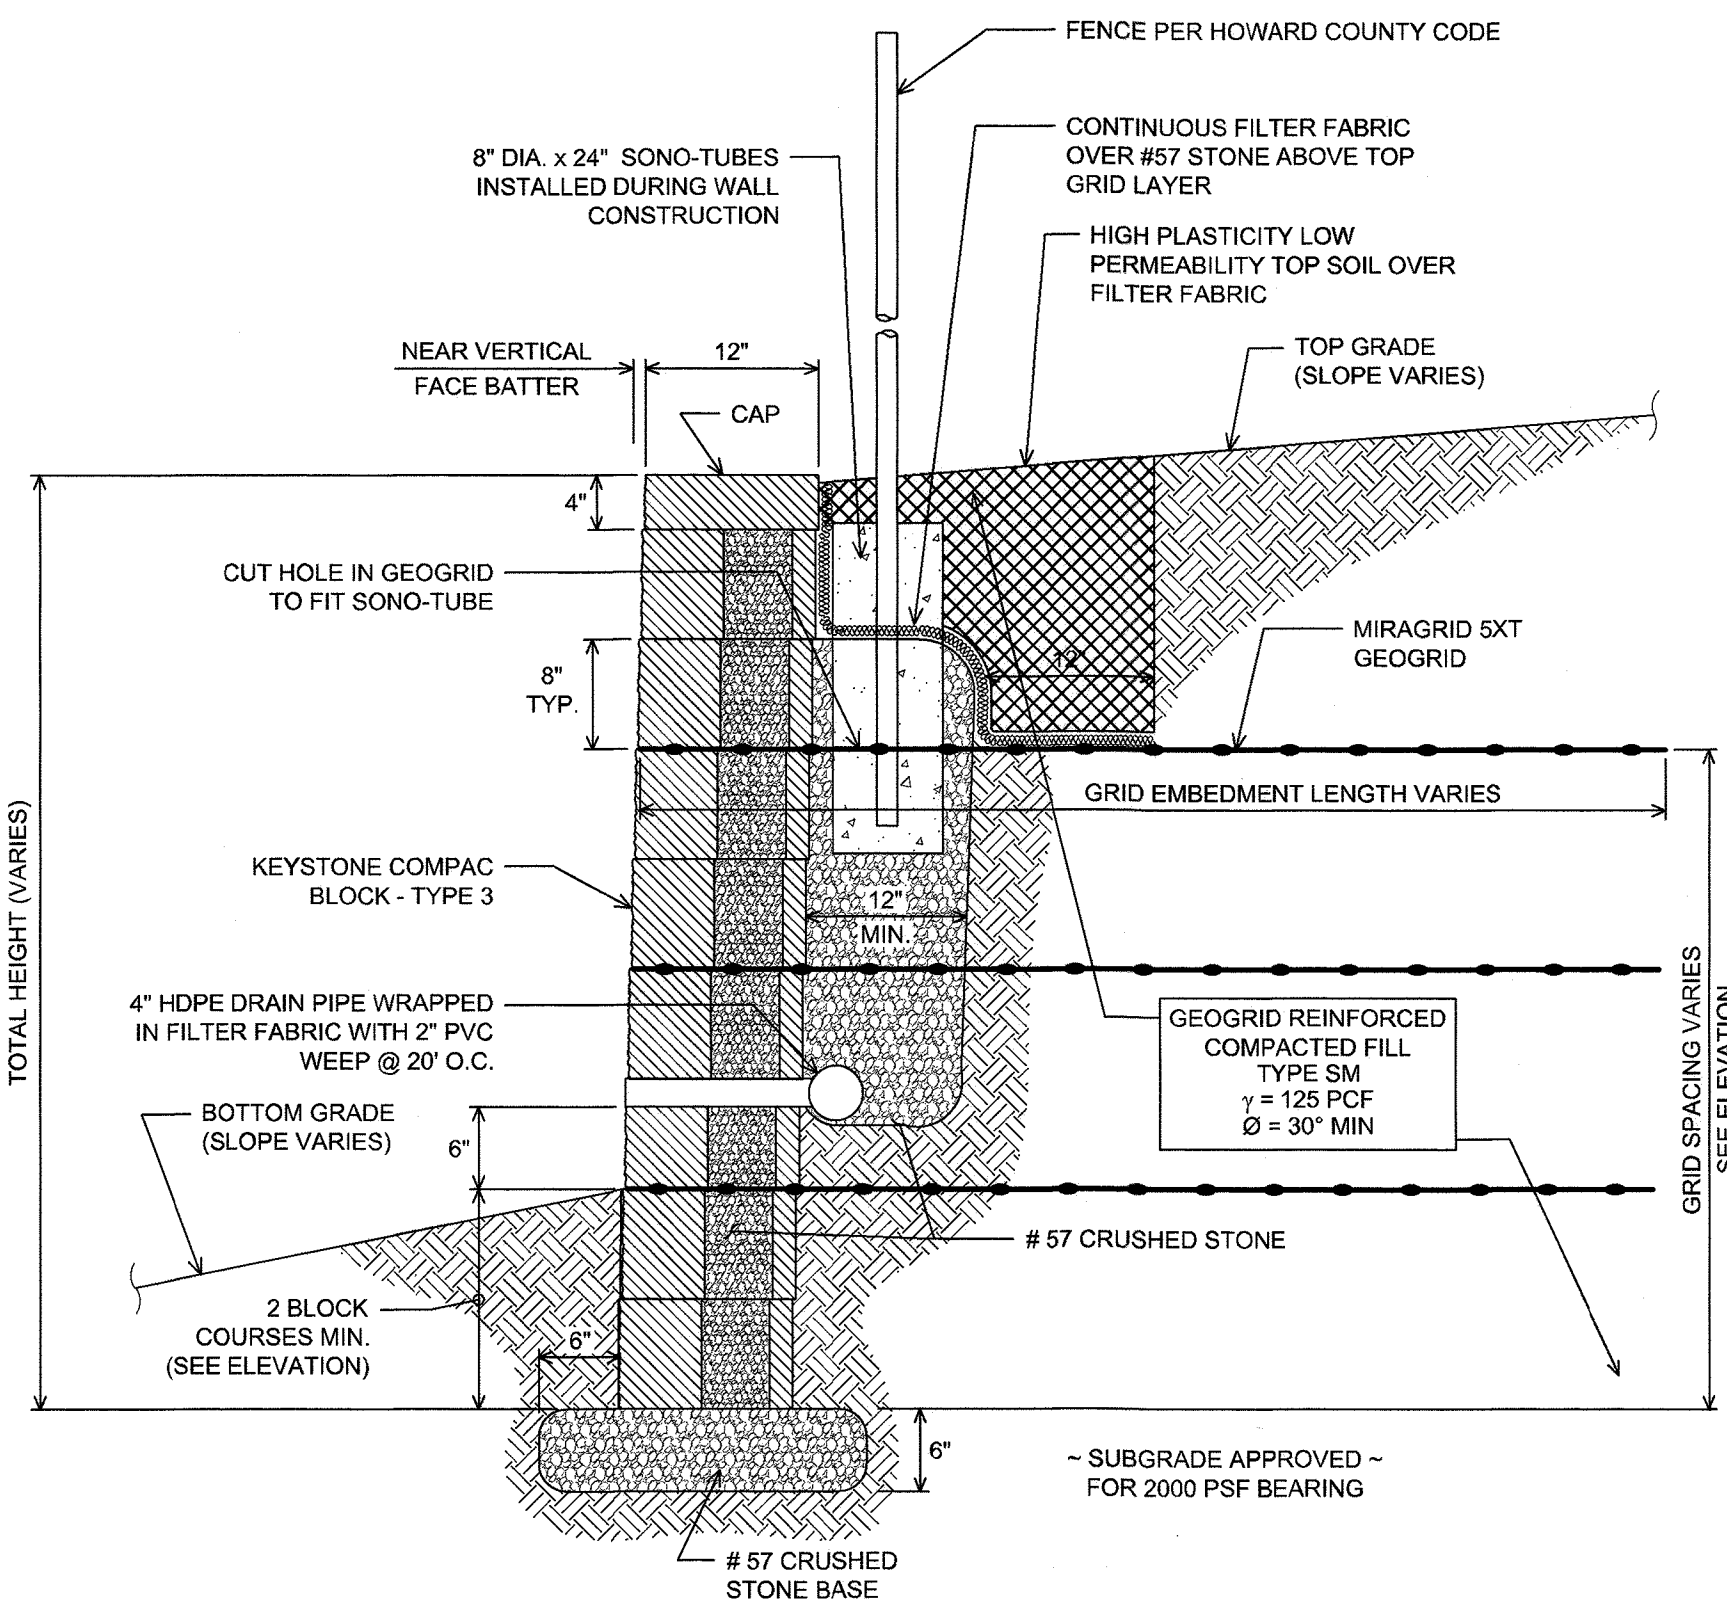 FENCE PER HOWARD COUNTY CODE
CONTINUOUS FILTER FABRIC
OVER #57 STONE ABOVE TOP
GRID LAYER
8" DIA. x 24" SONO-TUBES
INSTALLED DURING WALL
CONSTRUCTION
HIGH PLASTICITY LOW
PERMEABILITY TOP SOIL OVER
FILTER FABRIC
NEAR VERTICAL
FACE BATTER
12"
TOP GRADE
(SLOPE VARIES)
CAP
4"
CUT HOLE IN GEOGRID
TO FIT SONO-TUBE
MIRAGRID 5XT
GEOGRID
8"
TYP.
12"
GRID EMBEDMENT LENGTH VARIES
TOTAL HEIGHT (VARIES)
KEYSTONE COMPAC
BLOCK - TYPE 3
12"
MIN.
4" HDPE DRAIN PIPE WRAPPED
IN FILTER FABRIC WITH 2" PVC
WEEP @ 20' O.C.
GEOGRID REINFORCED
COMPACTED FILL
TYPE SM
γ = 125 PCF
Ø = 30° MIN
GRID SPACING VARIES
SEE ELEVATION
BOTTOM GRADE
(SLOPE VARIES)
6"
# 57 CRUSHED STONE
2 BLOCK
COURSES MIN.
(SEE ELEVATION)
6"
6"
~ SUBGRADE APPROVED ~
FOR 2000 PSF BEARING
# 57 CRUSHED
STONE BASE